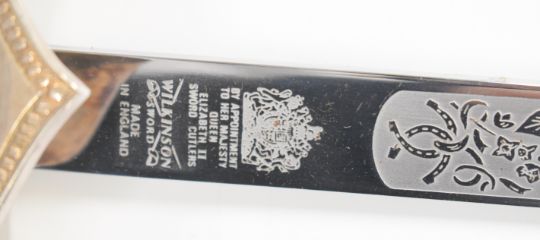 BY APPOINTMENT
TO HER MAJESTY
QUEEN
ELIZABETH II
SWORD CUTLERS
WILKINSON
SWORD
MADE
IN ENGLAND